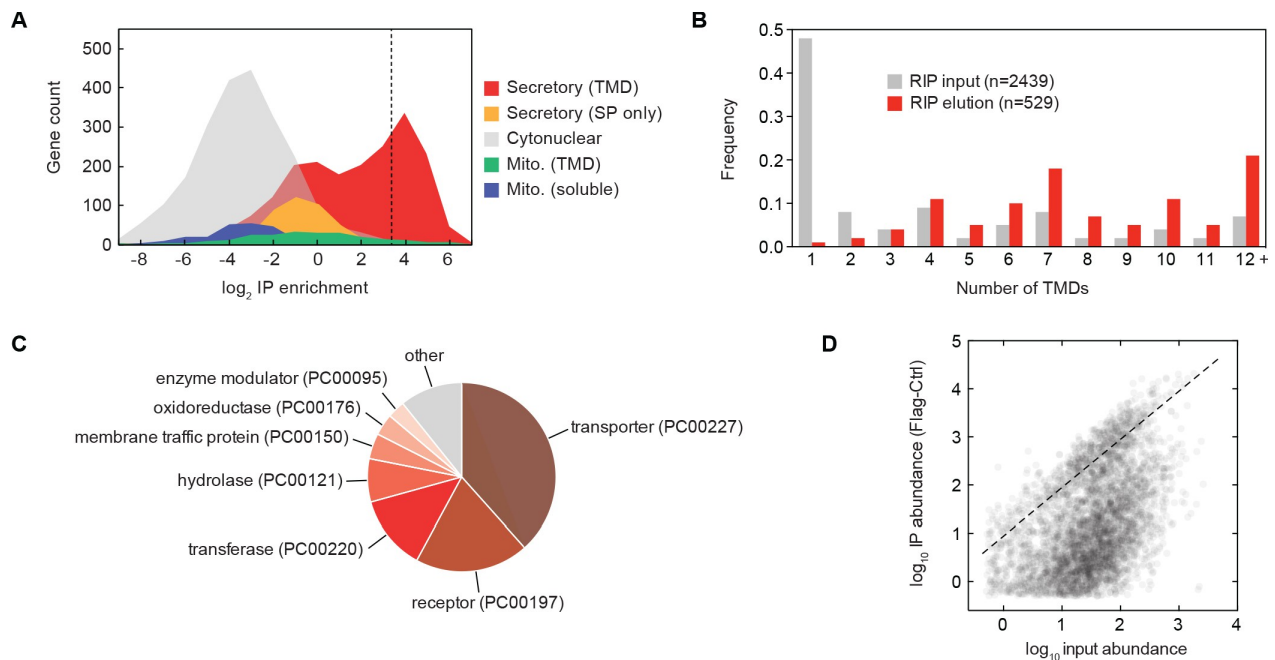 A
500
400
300
200
100
0
Gene count
-8 -6 -4 -2 0 2 4 6
log2 IP enrichment
Secretory (TMD)
Secretory (SP only)
Cytonuclear
Mito. (TMD)
Mito. (soluble)
B
0.5
0.4
0.3
0.2
0.1
0.0
Frequency
RIP input (n=2439)
RIP elution (n=529)
1 2 3 4 5 6 7 8 9 10 11 12 +
Number of TMDs
C
other
enzyme modulator (PC00095)
oxidoreductase (PC00176)
membrane traffic protein (PC00150)
hydrolase (PC00121)
transferase (PC00220)
receptor (PC00197)
transporter (PC00227)
D
5
4
3
2
1
0
log10 IP abundance (Flag-Ctrl)
0 1 2 3 4
log10 input abundance